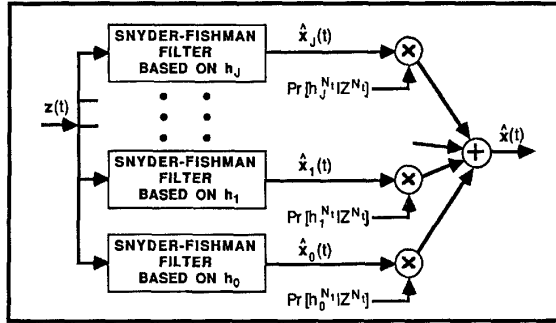 SNYDER-FISHMAN
FILTER
BASED ON h_J
x̂_J(t)
Pr[h_J^{N_t}|Z^{N_t}]
z(t)
x̂(t)
SNYDER-FISHMAN
FILTER
BASED ON h_1
x̂_1(t)
Pr[h_1^{N_t}|Z^{N_t}]
SNYDER-FISHMAN
FILTER
BASED ON h_0
x̂_0(t)
Pr[h_0^{N_t}|Z^{N_t}]